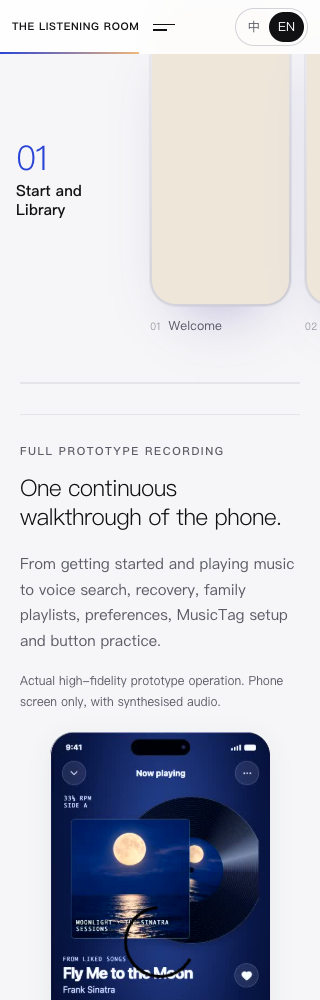 THE LISTENING ROOM
中 EN
01
Start and
Library
01 Welcome
02
FULL PROTOTYPE RECORDING
One continuous
walkthrough of the phone.
From getting started and playing music
to voice search, recovery, family
playlists, preferences, MusicTag setup
and button practice.
Actual high-fidelity prototype operation. Phone
screen only, with synthesised audio.
9:41
Now playing
33⅓ RPM
SIDE A
MOONLIGHT SINATRA
SESSIONS
FROM LIKED SONGS
Fly Me to the Moon
Frank Sinatra